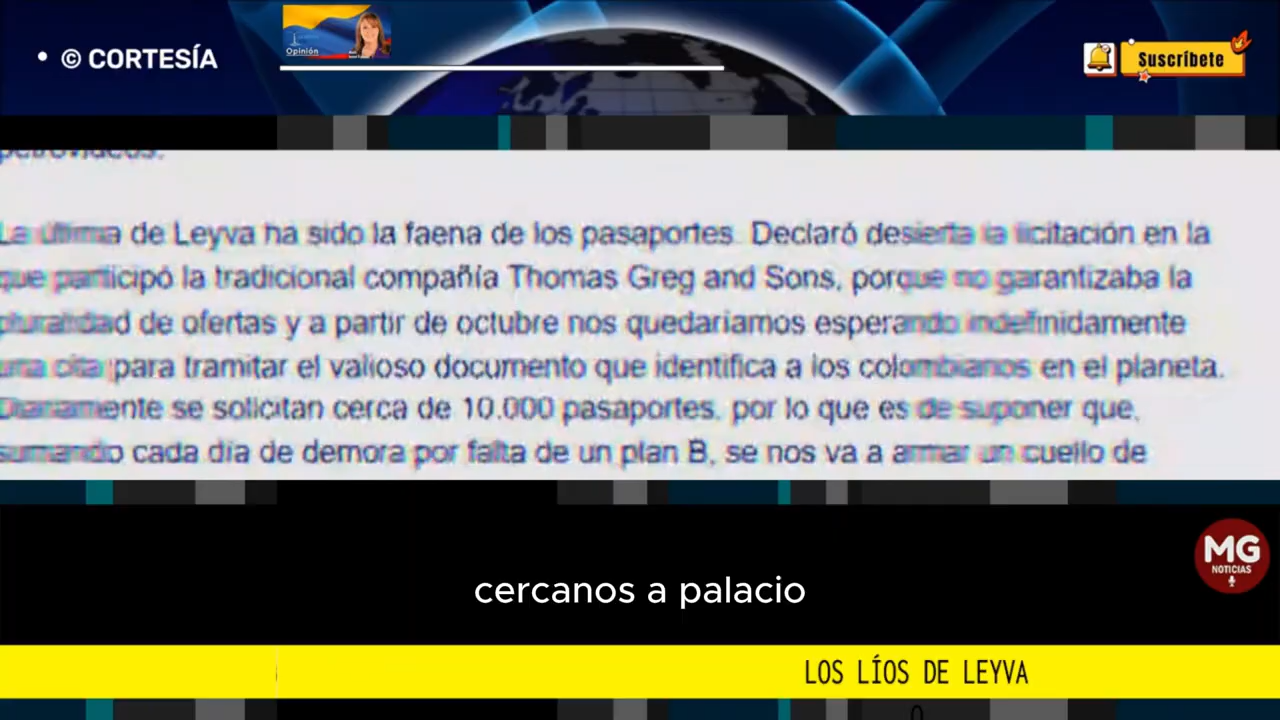 • © CORTESÍA
Opinión
Suscríbete
petrovideos.
La última de Leyva ha sido la faena de los pasaportes. Declaró desierta la licitación en la
que participó la tradicional compañía Thomas Greg and Sons, porque no garantizaba la
pluralidad de ofertas y a partir de octubre nos quedaríamos esperando indefinidamente
una cita para tramitar el valioso documento que identifica a los colombianos en el planeta.
Diariamente se solicitan cerca de 10.000 pasaportes, por lo que es de suponer que,
sumando cada día de demora por falta de un plan B, se nos va a armar un cuello de
MG
NOTICIAS
cercanos a palacio
LOS LÍOS DE LEYVA